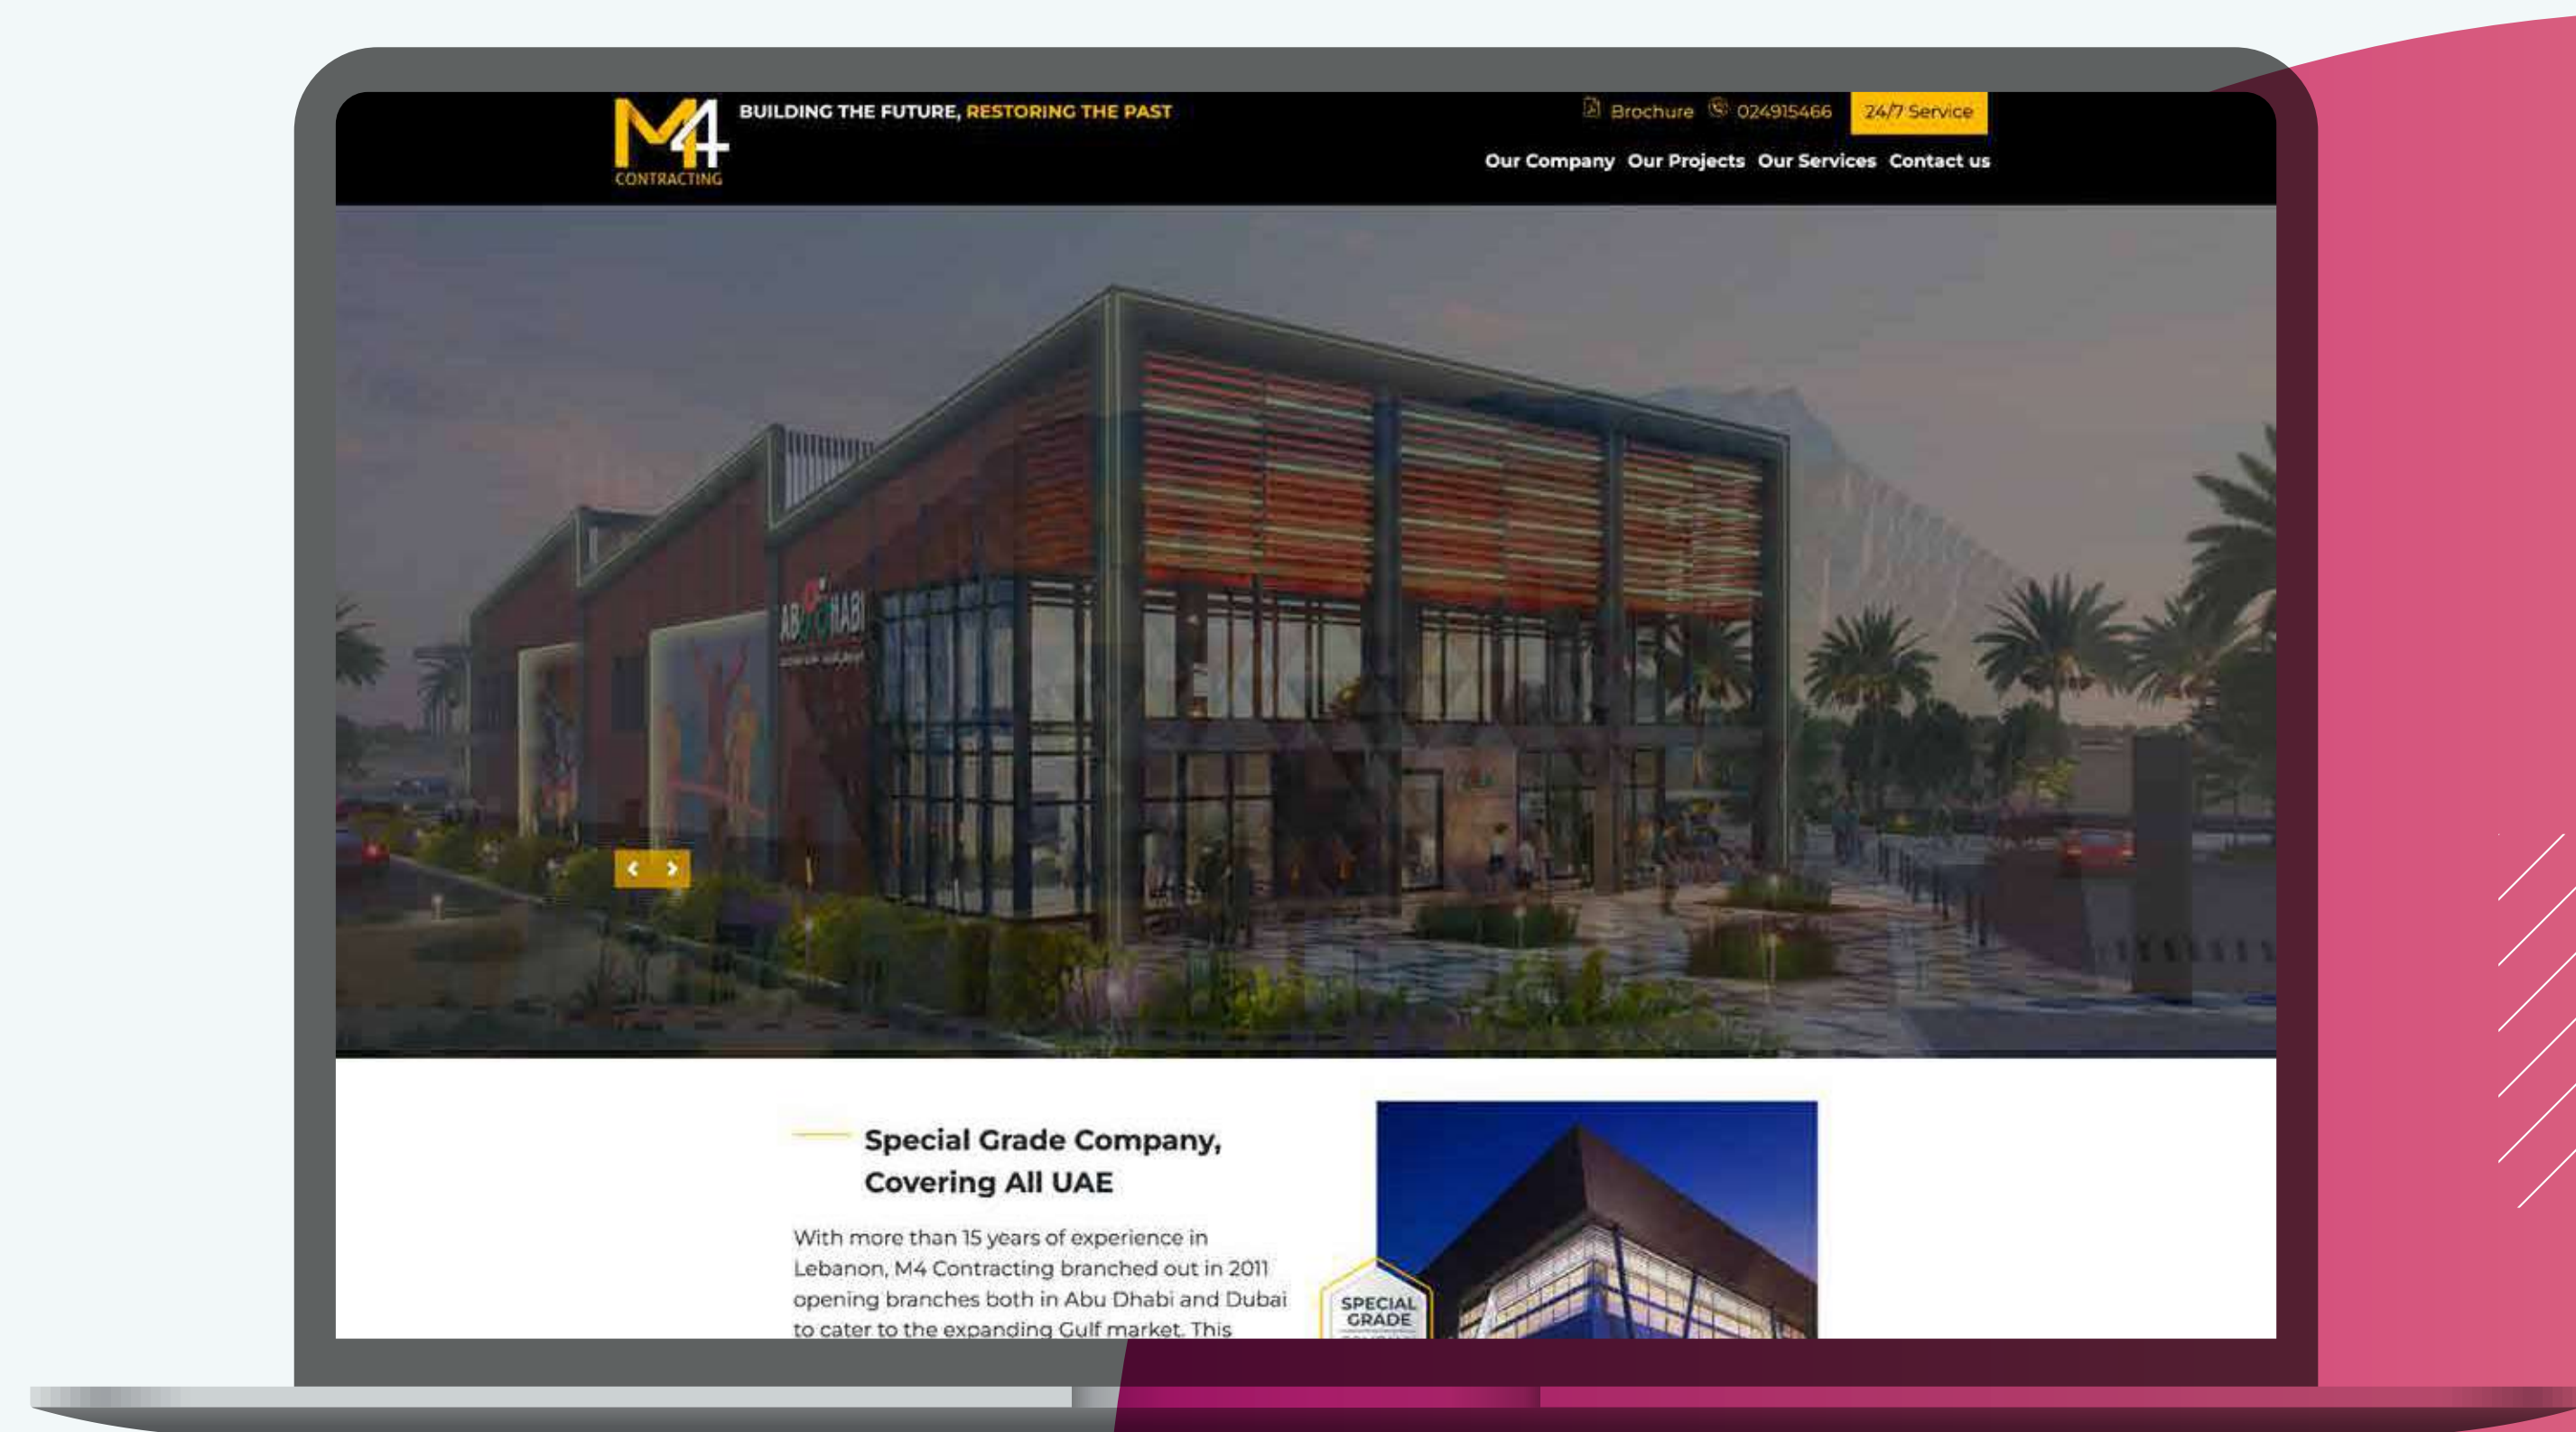 M4
CONTRACTING
BUILDING THE FUTURE, RESTORING THE PAST
Brochure 024915466 24/7 Service
Our Company Our Projects Our Services Contact us
Special Grade Company,
Covering All UAE
With more than 15 years of experience in
Lebanon, M4 Contracting branched out in 2011
opening branches both in Abu Dhabi and Dubai
to cater to the expanding Gulf market. This
SPECIAL
GRADE